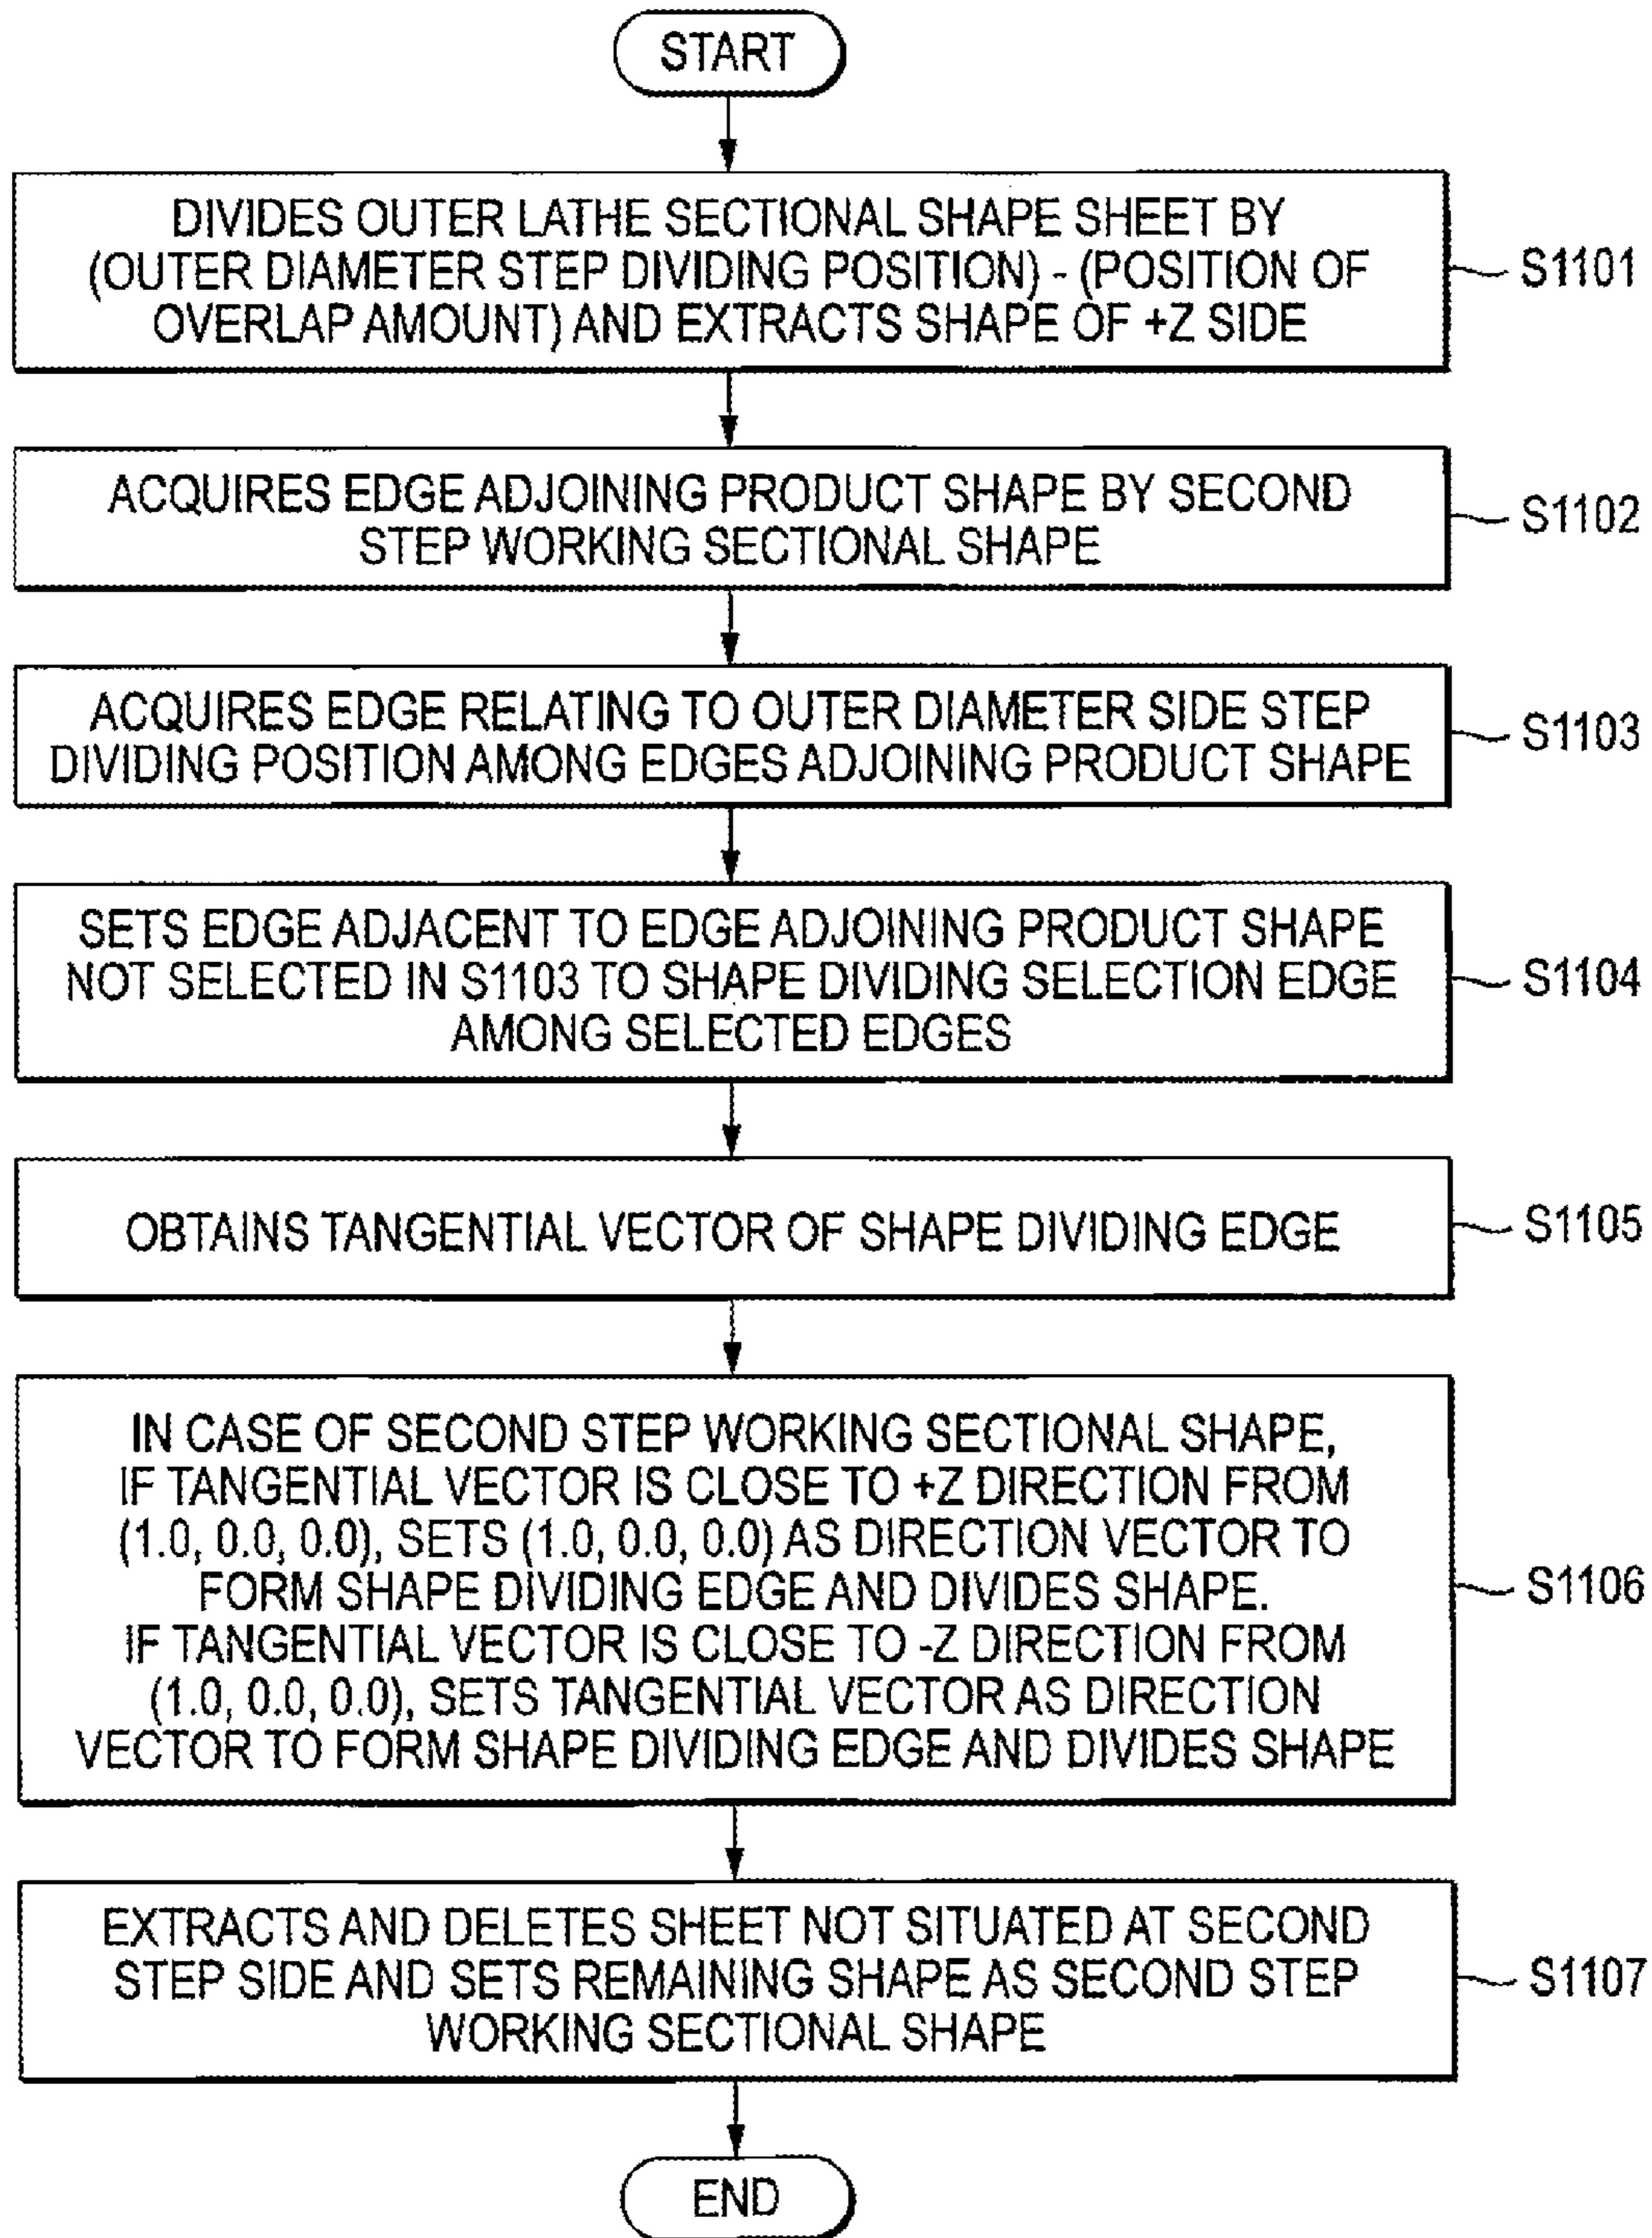 START
DIVIDES OUTER LATHE SECTIONAL SHAPE SHEET BY
(OUTER DIAMETER STEP DIVIDING POSITION) - (POSITION OF
OVERLAP AMOUNT) AND EXTRACTS SHAPE OF +Z SIDE
S1101
ACQUIRES EDGE ADJOINING PRODUCT SHAPE BY SECOND
STEP WORKING SECTIONAL SHAPE
S1102
ACQUIRES EDGE RELATING TO OUTER DIAMETER SIDE STEP
DIVIDING POSITION AMONG EDGES ADJOINING PRODUCT SHAPE
S1103
SETS EDGE ADJACENT TO EDGE ADJOINING PRODUCT SHAPE
NOT SELECTED IN S1103 TO SHAPE DIVIDING SELECTION EDGE
AMONG SELECTED EDGES
S1104
OBTAINS TANGENTIAL VECTOR OF SHAPE DIVIDING EDGE
S1105
IN CASE OF SECOND STEP WORKING SECTIONAL SHAPE,
IF TANGENTIAL VECTOR IS CLOSE TO +Z DIRECTION FROM
(1.0, 0.0, 0.0), SETS (1.0, 0.0, 0.0) AS DIRECTION VECTOR TO
FORM SHAPE DIVIDING EDGE AND DIVIDES SHAPE.
IF TANGENTIAL VECTOR IS CLOSE TO -Z DIRECTION FROM
(1.0, 0.0, 0.0), SETS TANGENTIAL VECTOR AS DIRECTION
VECTOR TO FORM SHAPE DIVIDING EDGE AND DIVIDES SHAPE
S1106
EXTRACTS AND DELETES SHEET NOT SITUATED AT SECOND
STEP SIDE AND SETS REMAINING SHAPE AS SECOND STEP
WORKING SECTIONAL SHAPE
S1107
END